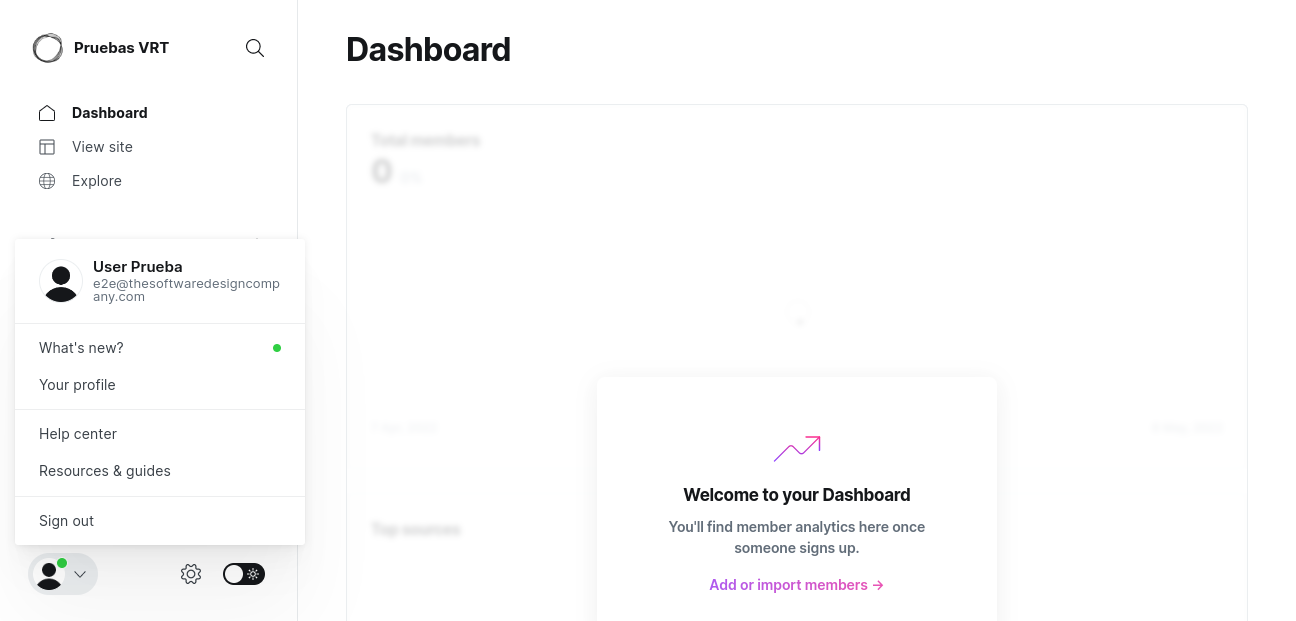 Pruebas VRT
Dashboard
View site
Explore
User Prueba
e2e@thesoftwaredesigncomp
any.com
What's new?
Your profile
Help center
Resources & guides
Sign out
Dashboard
Total members
0
Top sources
Welcome to your Dashboard
You'll find member analytics here once
someone signs up.
Add or import members →